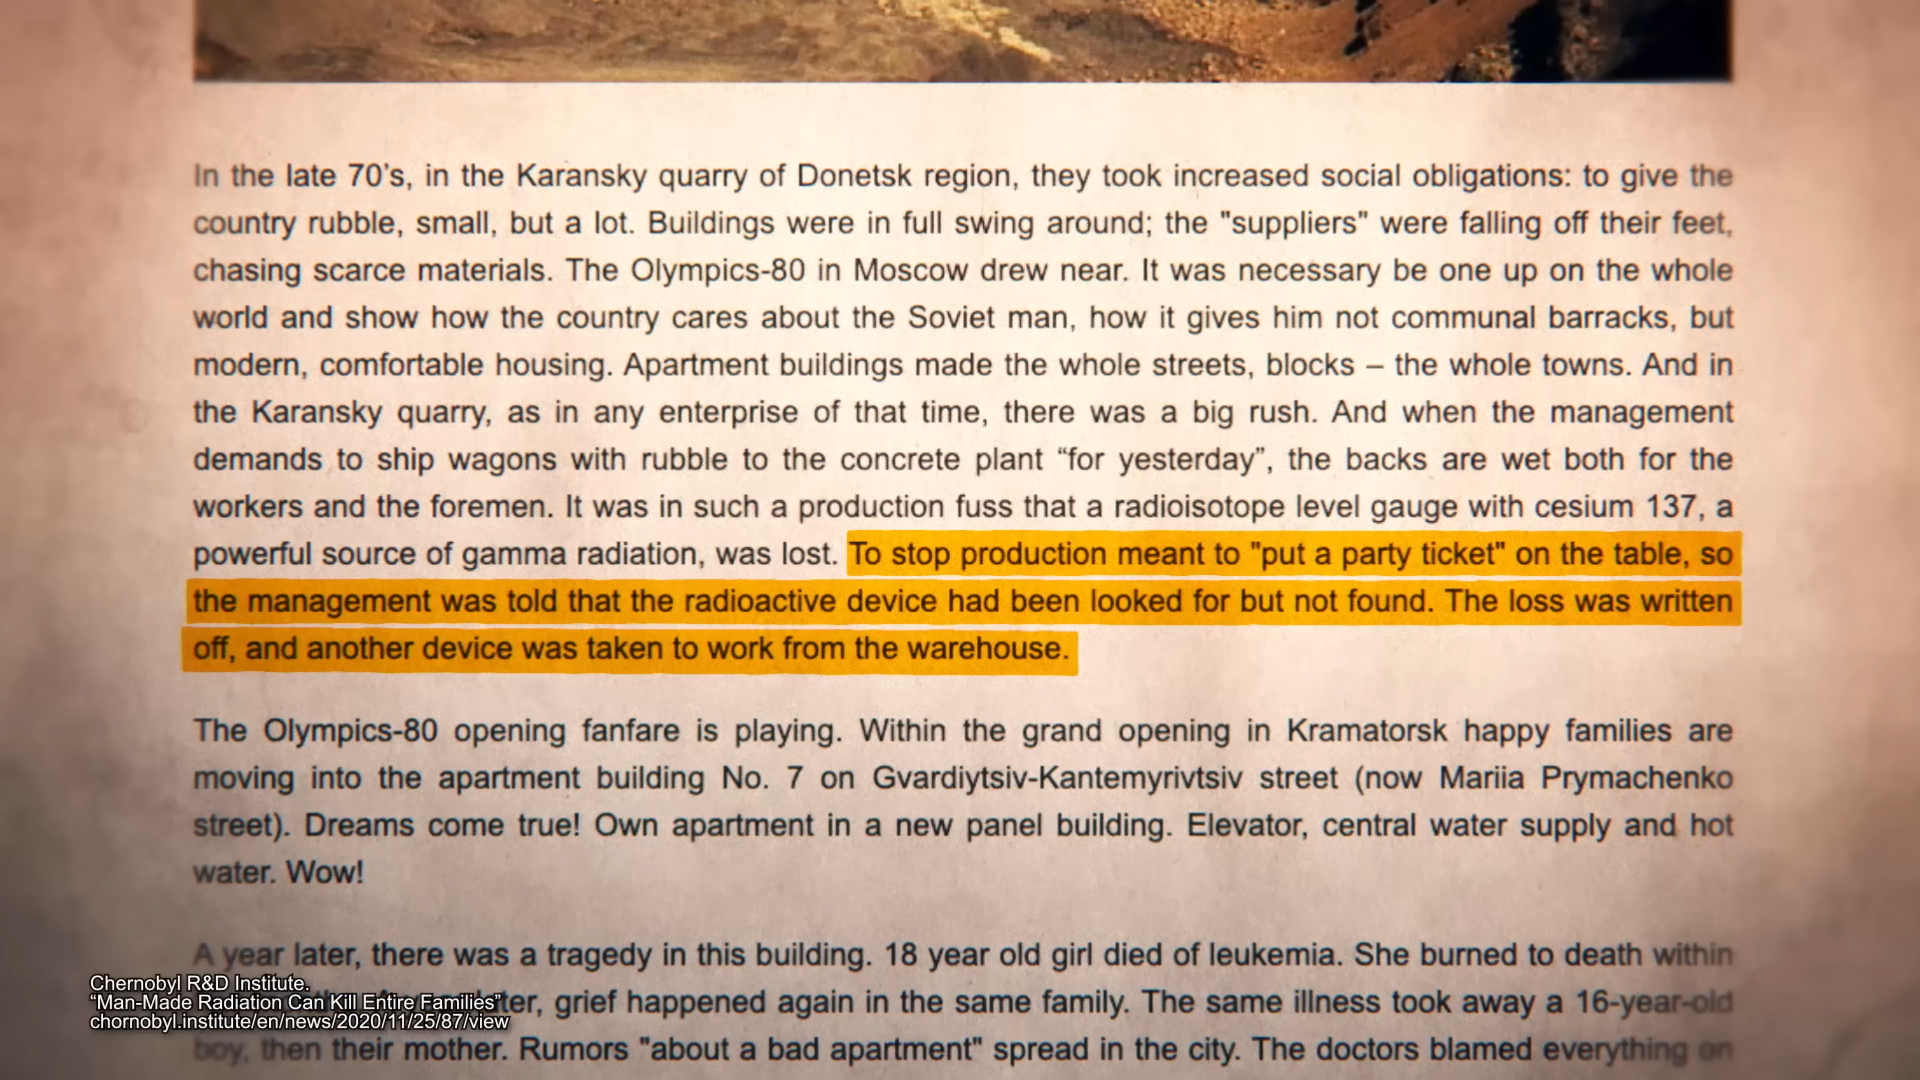 In the late 70's, in the Karansky quarry of Donetsk region, they took increased social obligations: to give the
country rubble, small, but a lot. Buildings were in full swing around; the "suppliers" were falling off their feet,
chasing scarce materials. The Olympics-80 in Moscow drew near. It was necessary be one up on the whole
world and show how the country cares about the Soviet man, how it gives him not communal barracks, but
modern, comfortable housing. Apartment buildings made the whole streets, blocks – the whole towns. And in
the Karansky quarry, as in any enterprise of that time, there was a big rush. And when the management
demands to ship wagons with rubble to the concrete plant “for yesterday”, the backs are wet both for the
workers and the foremen. It was in such a production fuss that a radioisotope level gauge with cesium 137, a
powerful source of gamma radiation, was lost. To stop production meant to "put a party ticket" on the table, so
the management was told that the radioactive device had been looked for but not found. The loss was written
off, and another device was taken to work from the warehouse.
The Olympics-80 opening fanfare is playing. Within the grand opening in Kramatorsk happy families are
moving into the apartment building No. 7 on Gvardiytsiv-Kantemyrivtsiv street (now Mariia Prymachenko
street). Dreams come true! Own apartment in a new panel building. Elevator, central water supply and hot
water. Wow!
A year later, there was a tragedy in this building. 18 year old girl died of leukemia. She burned to death within
grief happened again in the same family. The same illness took away a 16-year-old
boy, then their mother. Rumors "about a bad apartment" spread in the city. The doctors blamed everything on
Chernobyl R&D Institute.
“Man-Made Radiation Can Kill Entire Families”
chornobyl.institute/en/news/2020/11/25/87/view